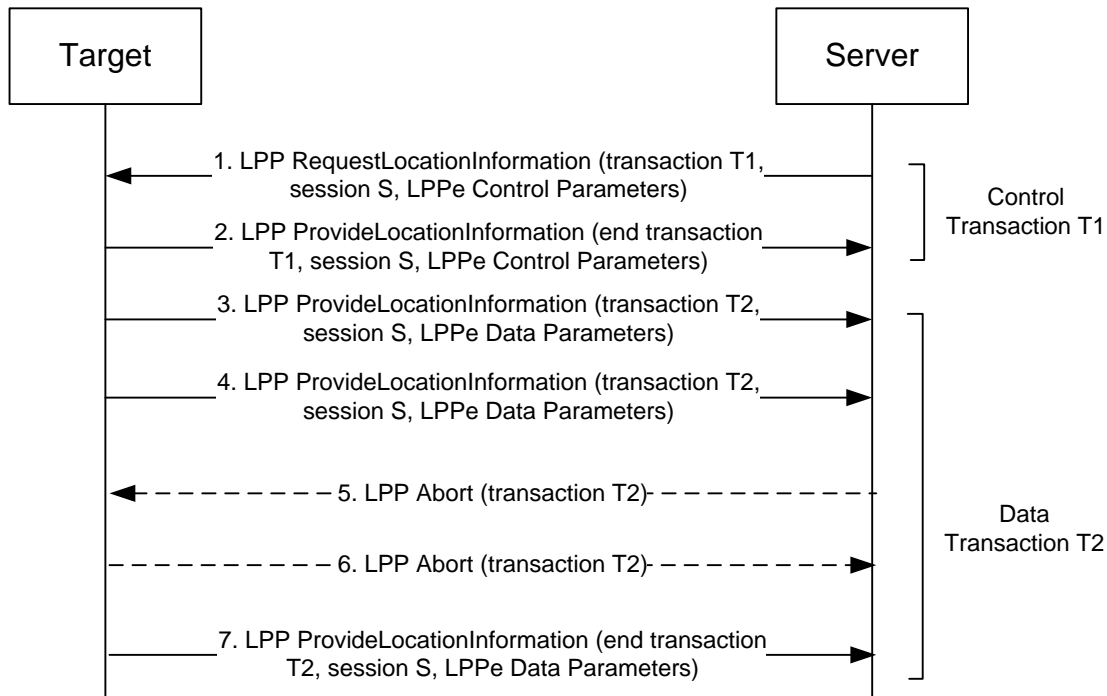 Target
Server
1. LPP RequestLocationInformation (transaction T1,
session S, LPPe Control Parameters)
Control
Transaction T1
2. LPP ProvideLocationInformation (end transaction
T1, session S, LPPe Control Parameters)
3. LPP ProvideLocationInformation (transaction T2,
session S, LPPe Data Parameters)
4. LPP ProvideLocationInformation (transaction T2,
session S, LPPe Data Parameters)
5. LPP Abort (transaction T2)
Data
Transaction T2
6. LPP Abort (transaction T2)
7. LPP ProvideLocationInformation (end transaction
T2, session S, LPPe Data Parameters)